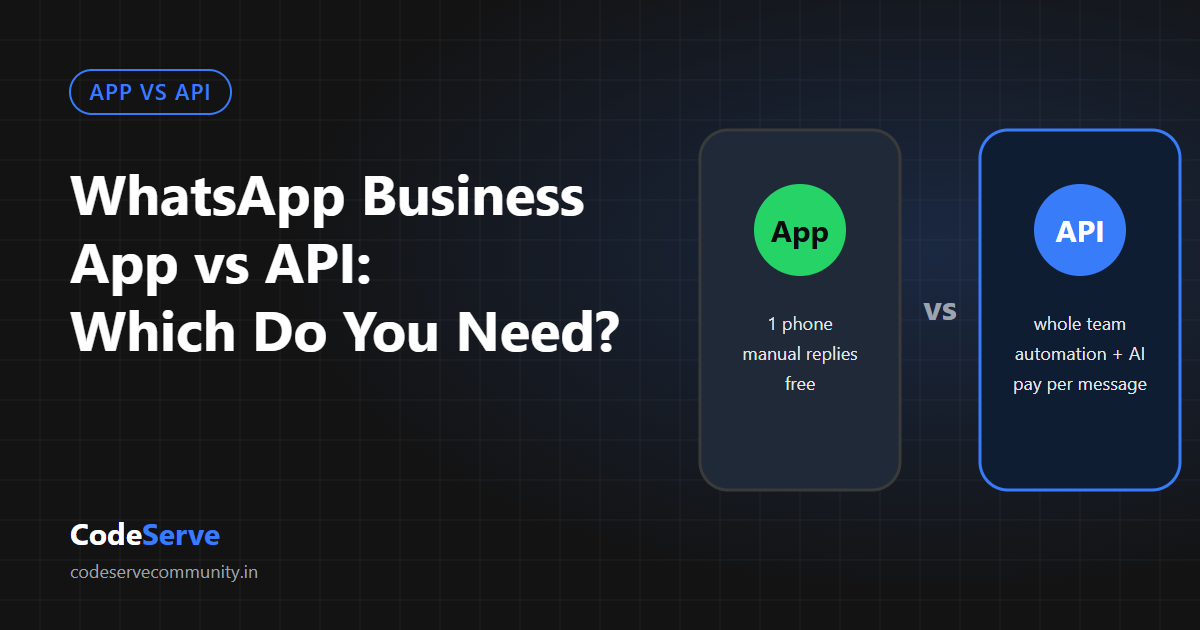 APP VS API
WhatsApp Business
App vs API:
Which Do You Need?
App
1 phone
manual replies
free
vs
API
whole team
automation + AI
pay per message
CodeServe
codeservecommunity.in